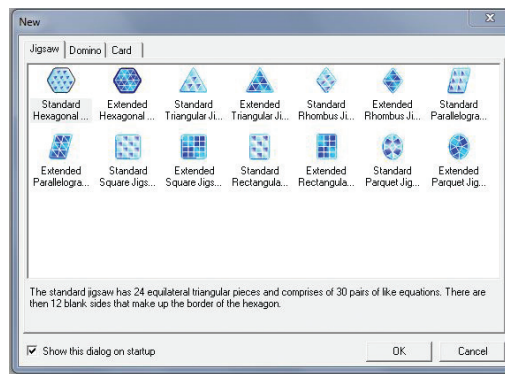 New
x
Jigsaw Domino Card
Standard Extended Standard Extended Standard Extended Standard
Hexagonal ... Hexagonal ... Triangular Ji... Triangular Ji... Rhombus Ji... Rhombus Ji... Parallelogra...
Extended Standard Extended Standard Extended Standard Extended
Parallelogra... Square Jigs... Square Jigs... Rectangula... Rectangula... Parquet Jig... Parquet Jig...
The standard jigsaw has 24 equilateral triangular pieces and comprises of 30 pairs of like equations. There are
then 12 blank sides that make up the border of the hexagon.
Show this dialog on startup
OK Cancel